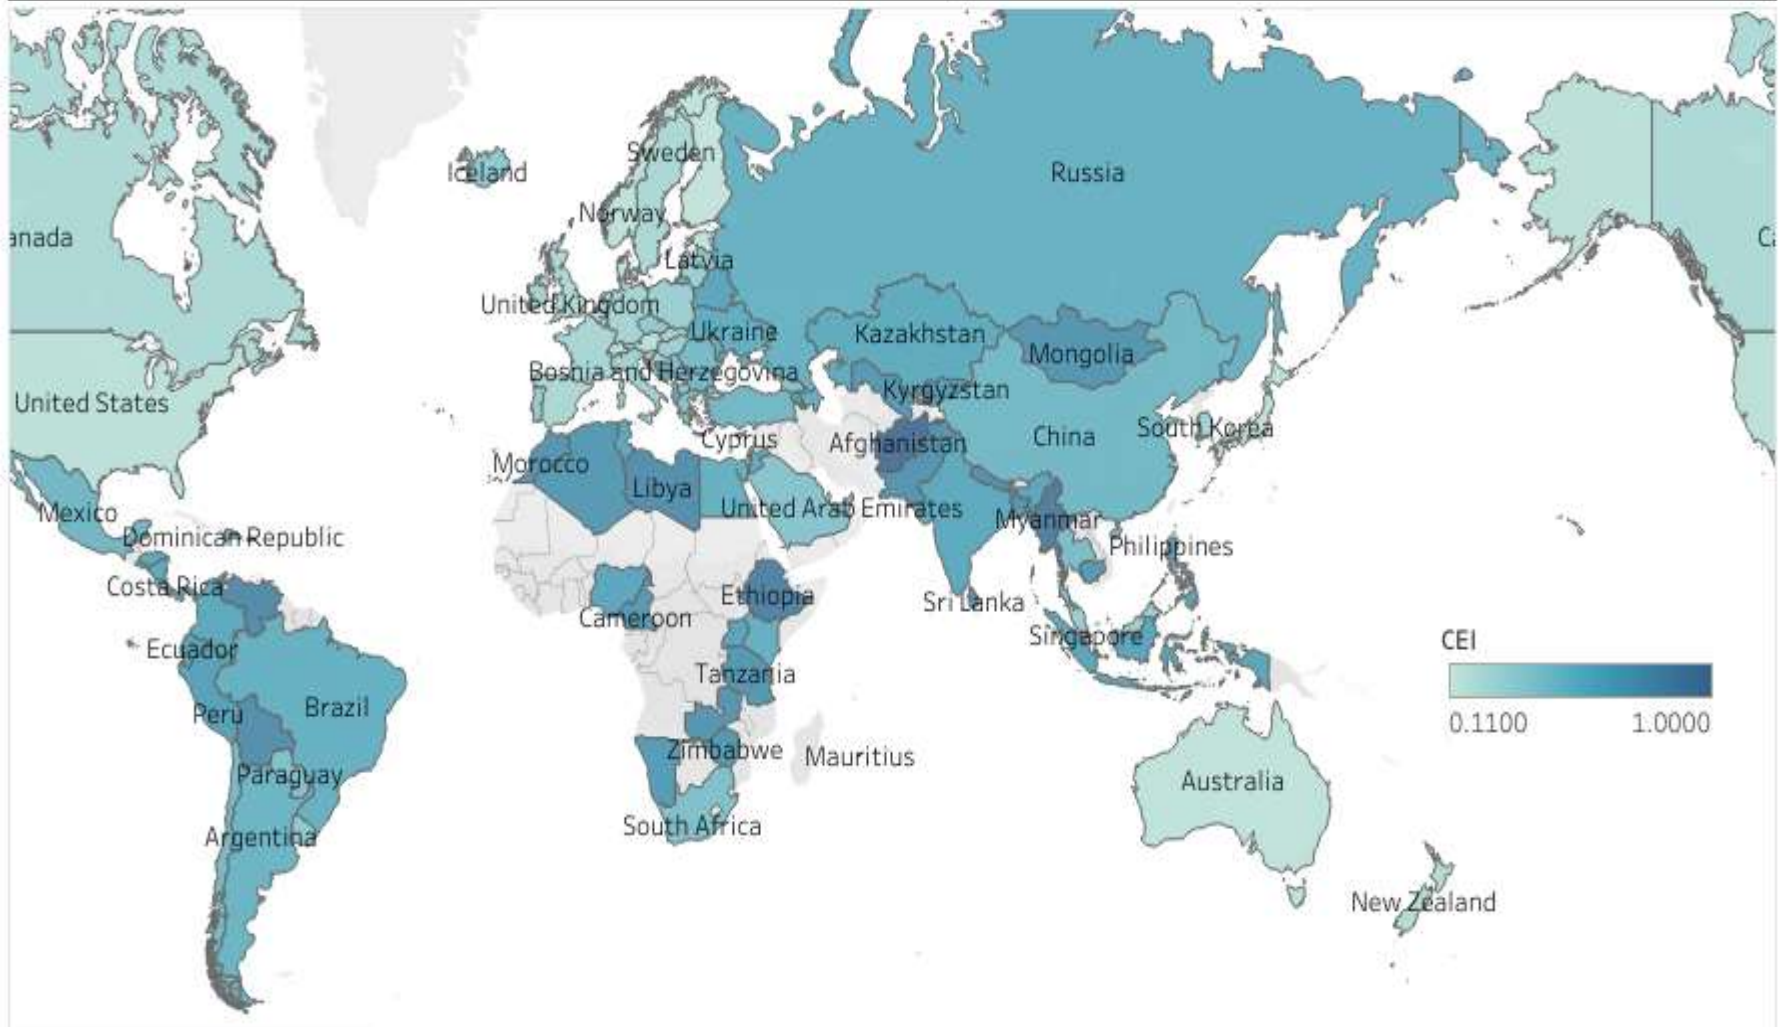 Sweden
Iceland
Russia
Norway
anada
Ca
Latvia
United Kingdom
Ukraine
Kazakhstan
Mongolia
Bosnia and Herzegovina
Kyrgyzstan
United States
South Korea
China
Cyprus
Afghanistan
Morocco
Libya
United Arab Emirates
Mexico
Myanmar
Dominican Republic
Philippines
Costa Rica
Ethiopia
Sri Lanka
Cameroon
Singapore
CEI
Ecuador
Tanzania
Brazil
Peru
0.1100 1.0000
Zimbabwe
Mauritius
Paraguay
Australia
South Africa
Argentina
New Zealand